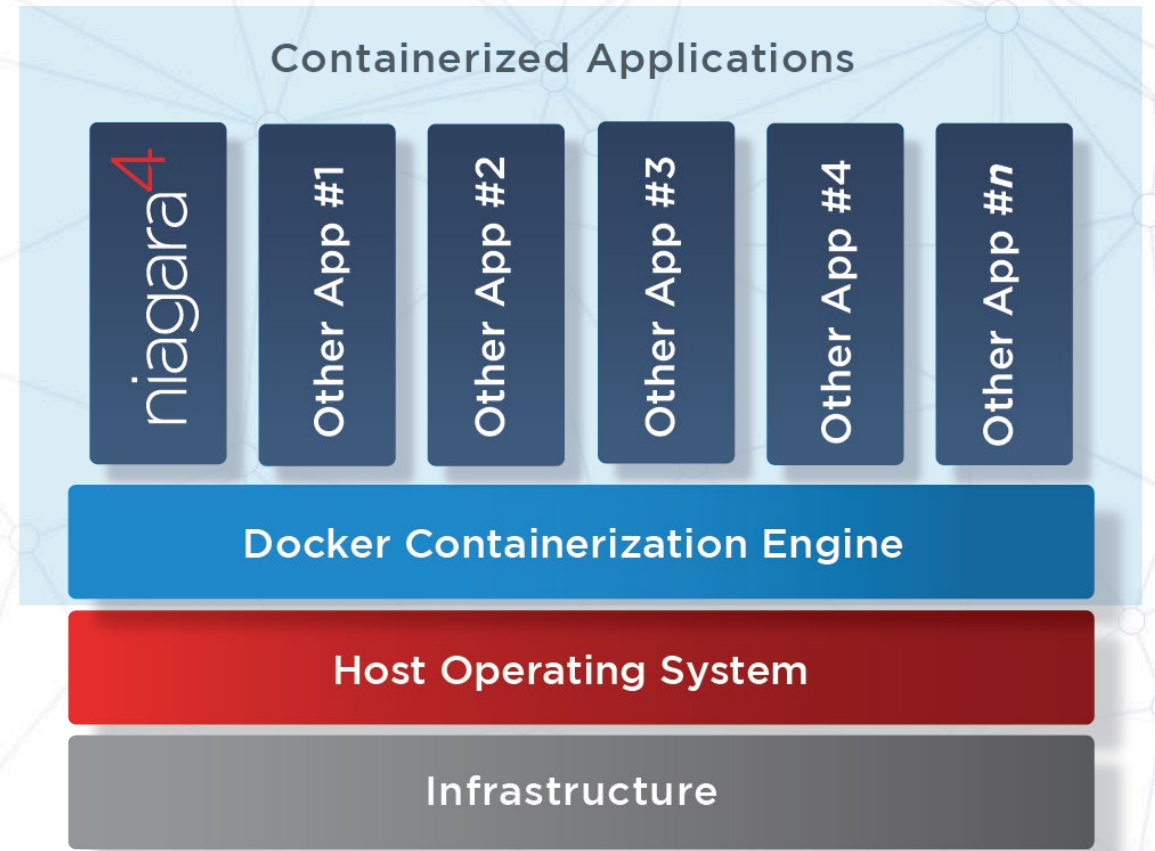 Containerized Applications
niagara4
Other App #1
Other App #2
Other App #3
Other App #4
Other App #n
Docker Containerization Engine
Host Operating System
Infrastructure